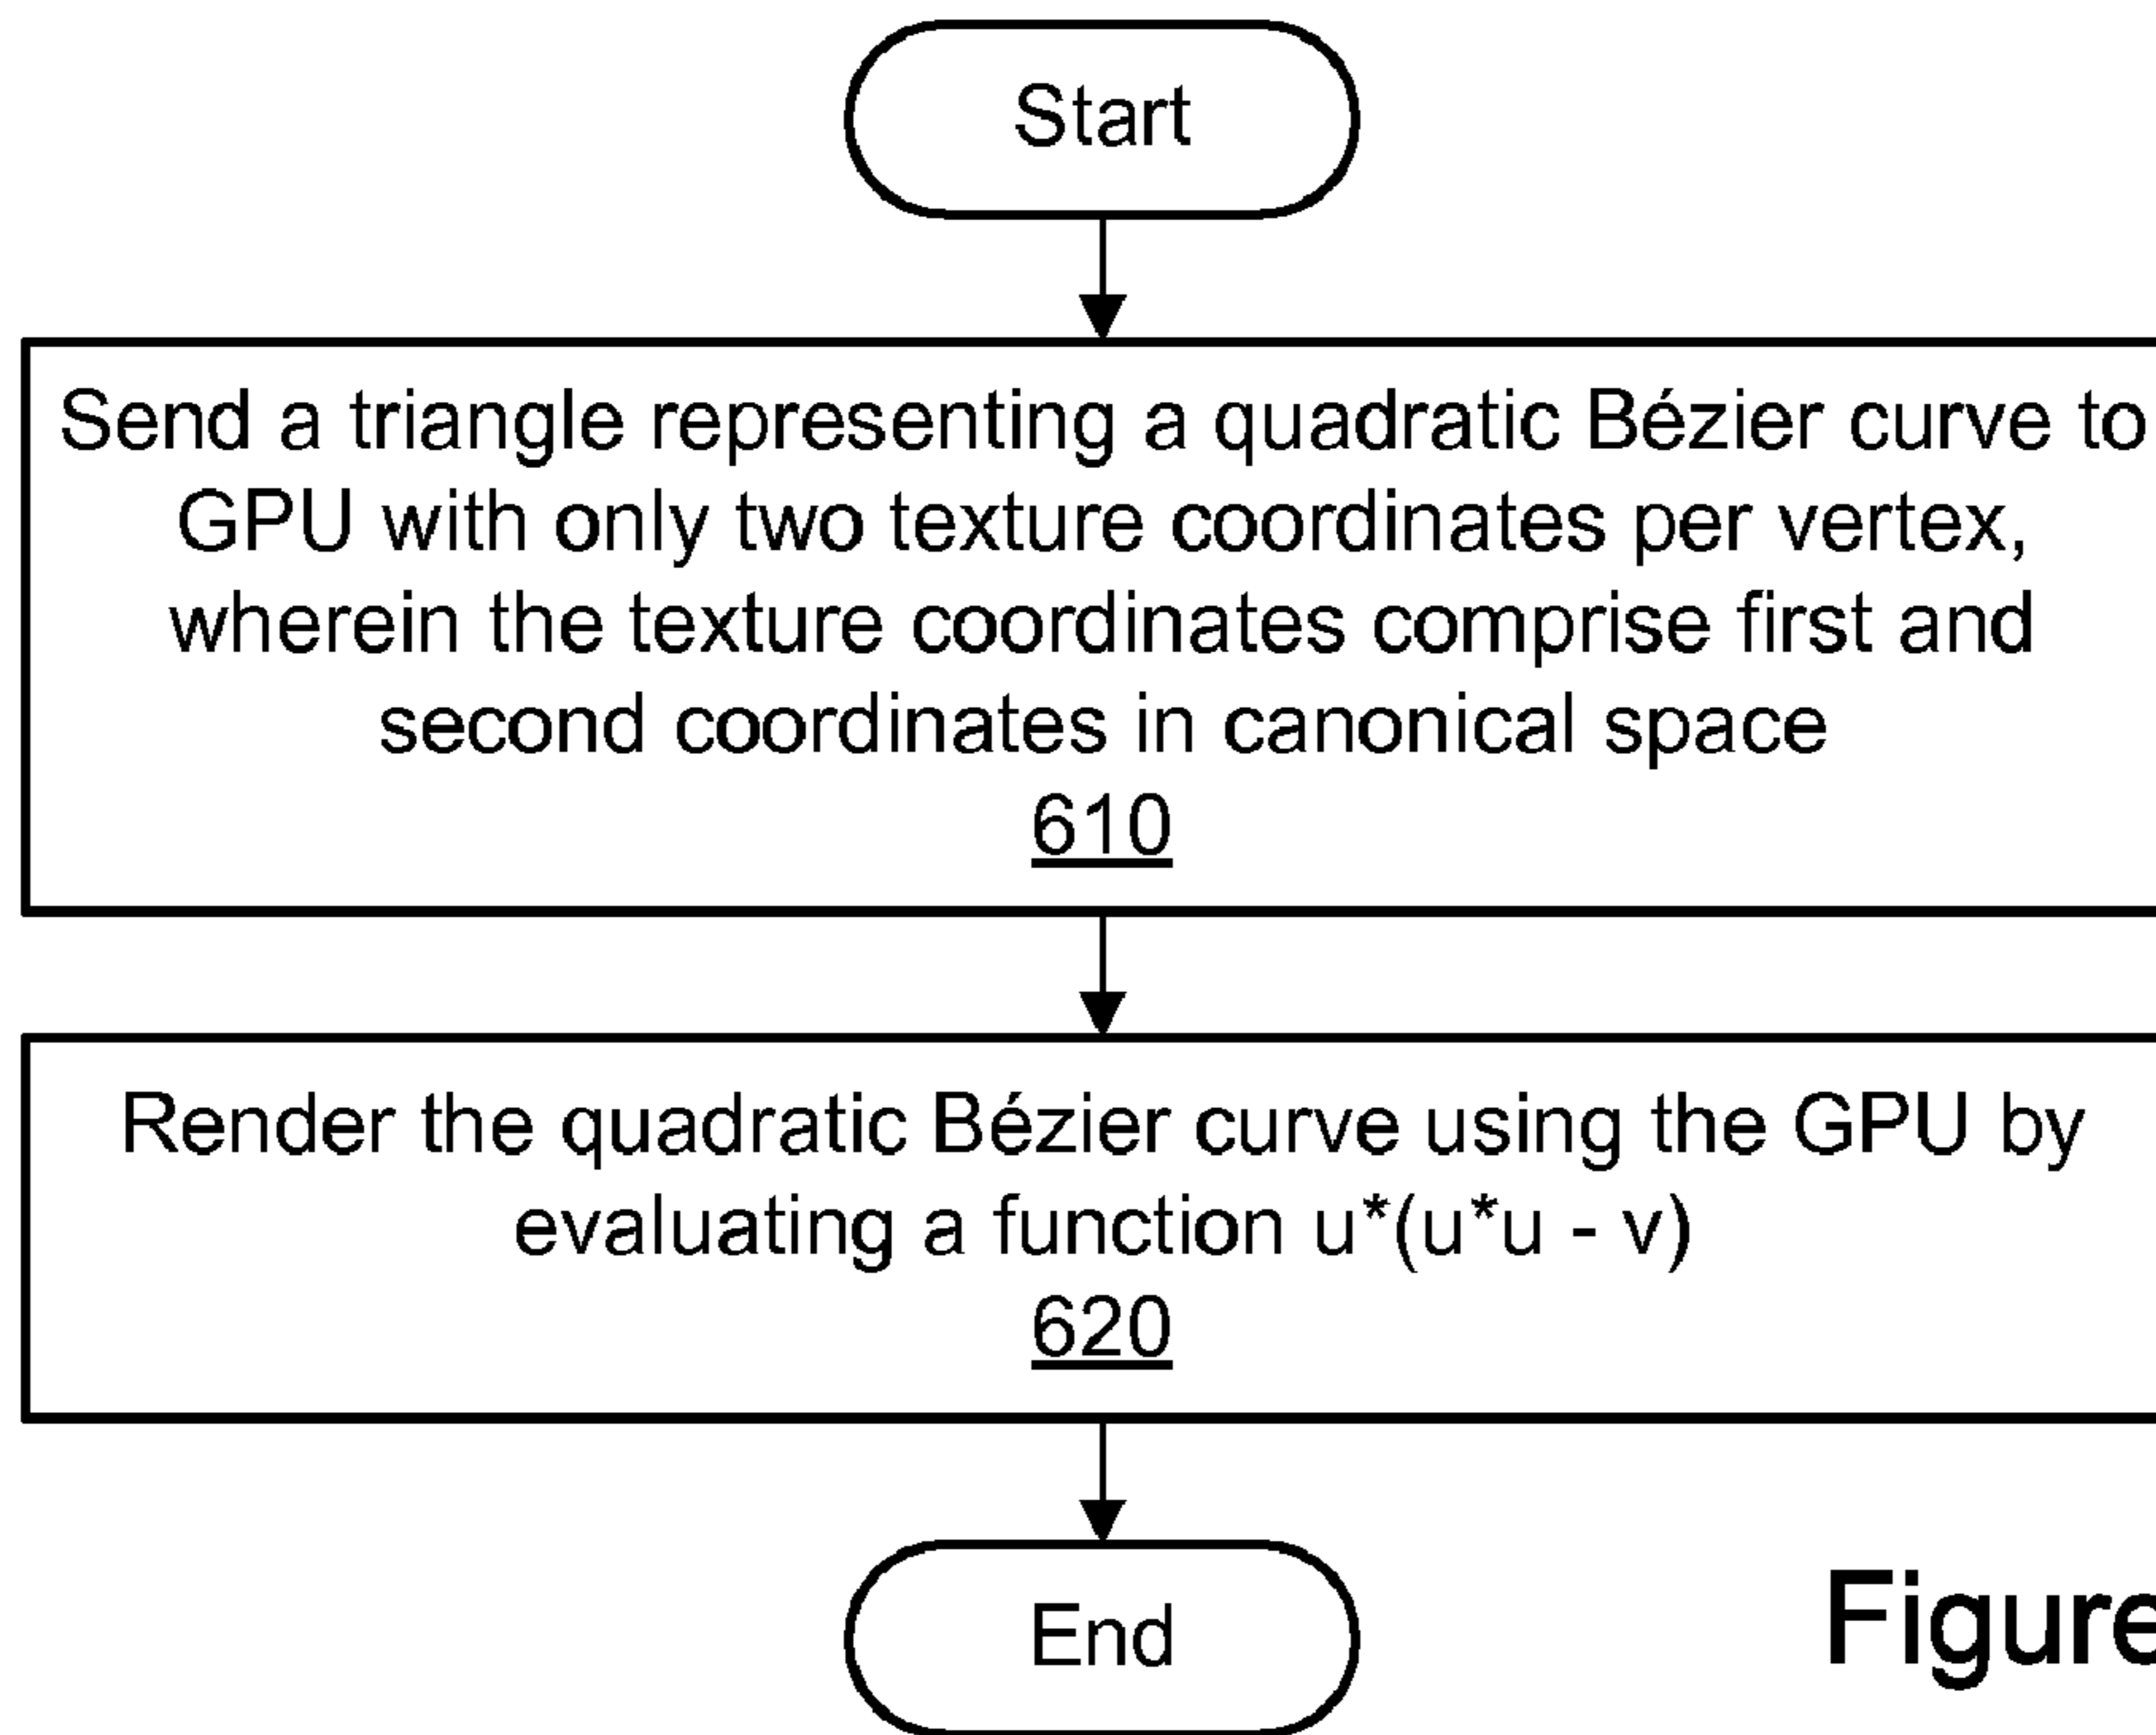 Start
Send a triangle representing a quadratic Bézier curve to
GPU with only two texture coordinates per vertex,
wherein the texture coordinates comprise first and
second coordinates in canonical space
610
Render the quadratic Bézier curve using the GPU by
evaluating a function u*(u*u - v)
620
End
Figure